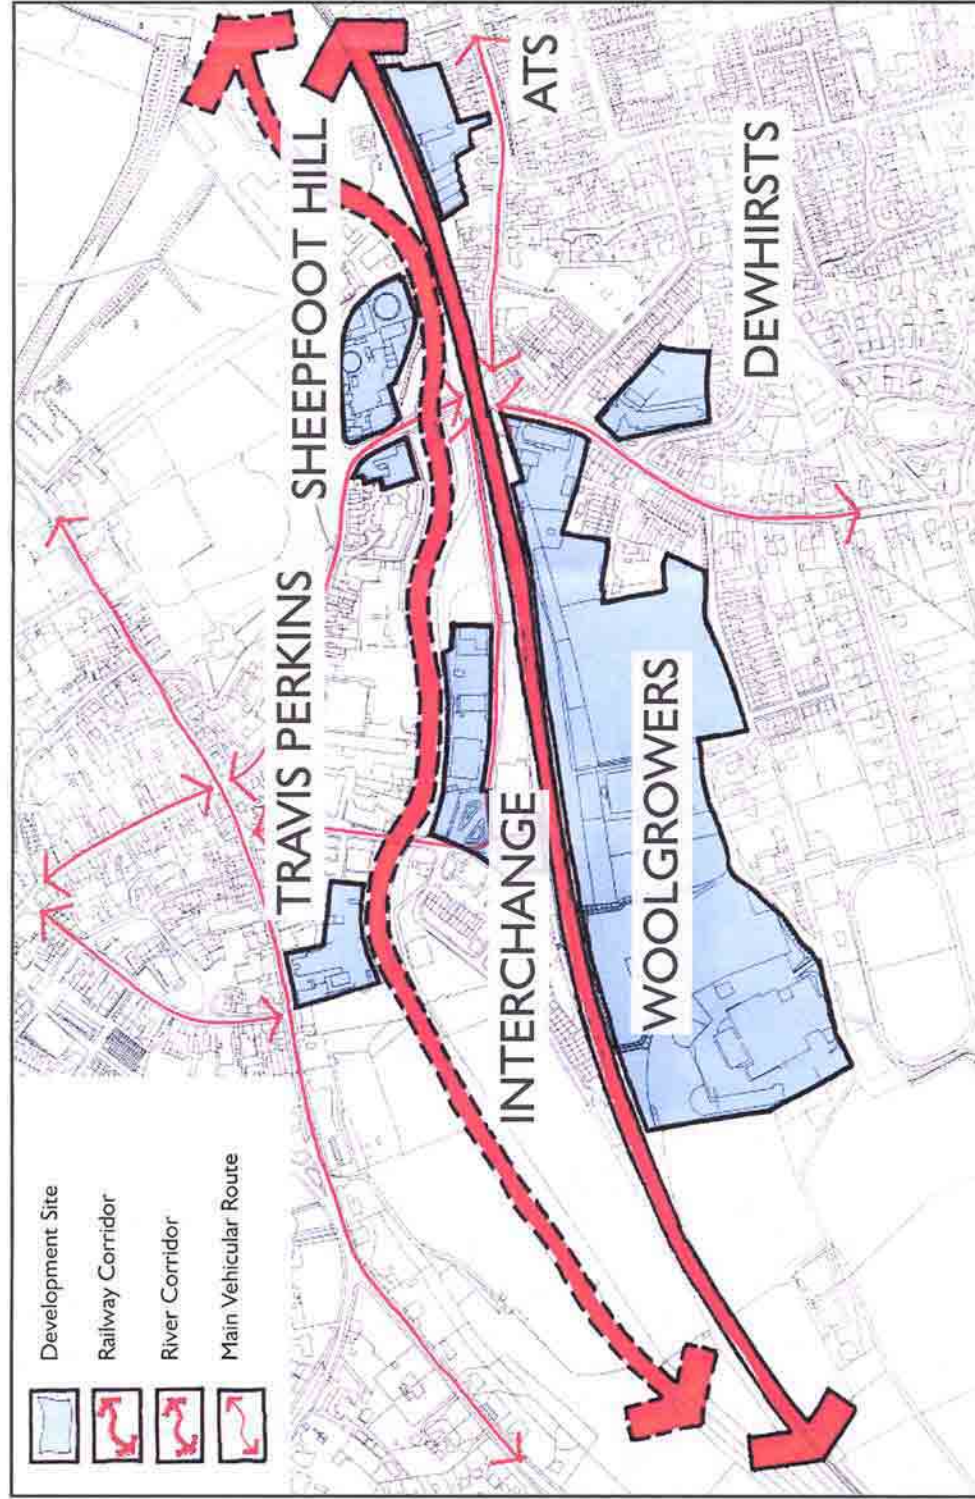 Development Site
Railway Corridor
River Corridor
Main Vehicular Route
TRAVIS PERKINS
SHEEPFOOT HILL
ATS
INTERCHANGE
WOOLGROWERS
DEWHIRSTS